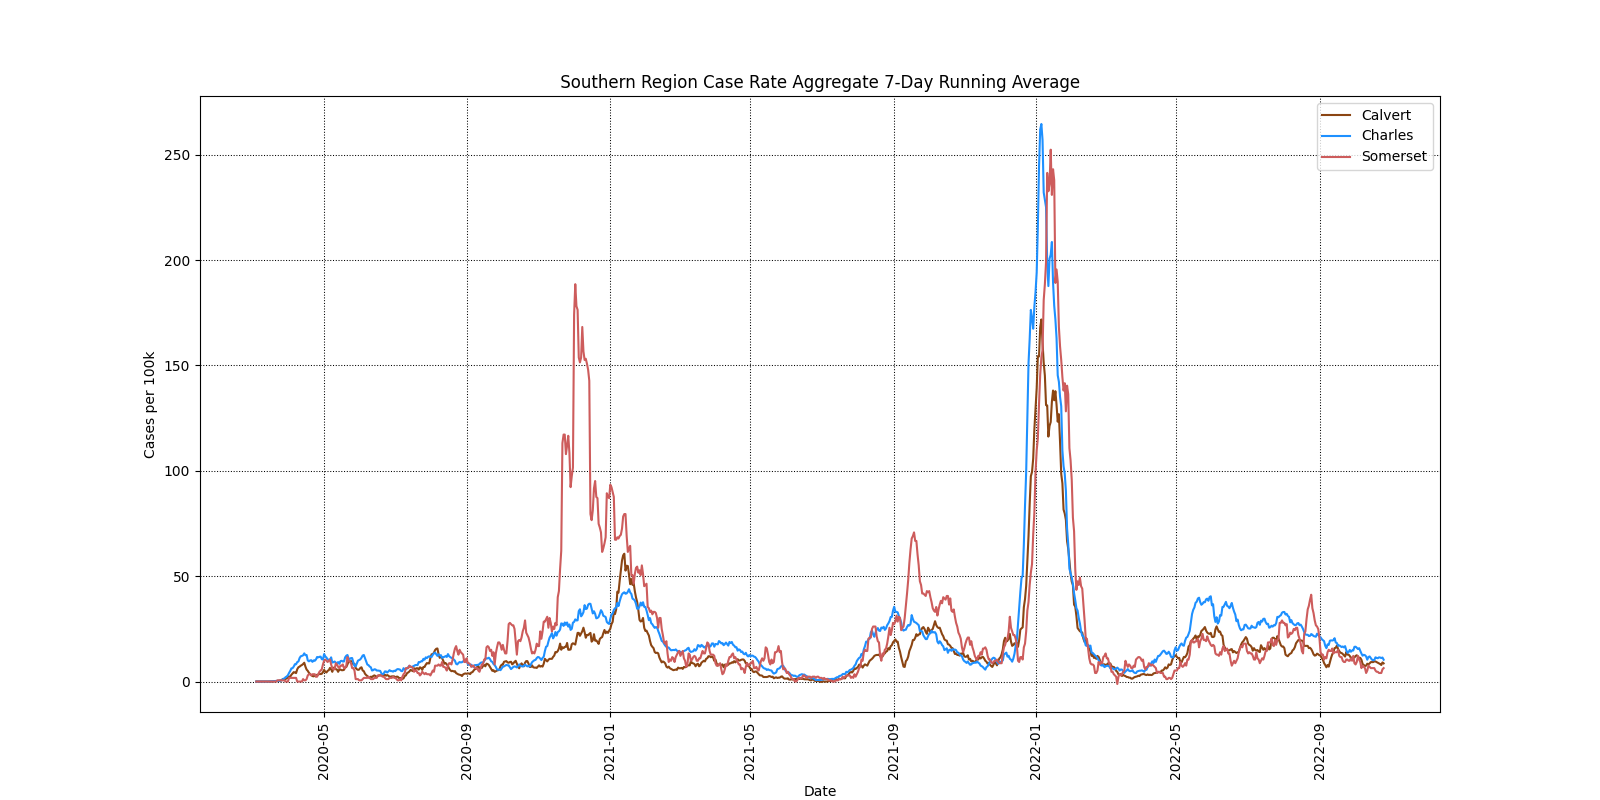 Southern Region Case Rate Aggregate 7-Day Running Average
Calvert
Charles
Somerset
Cases per 100k
250
200
150
100
50
0
2020-05
2020-09
2021-01
2021-05
2021-09
2022-01
2022-05
2022-09
Date